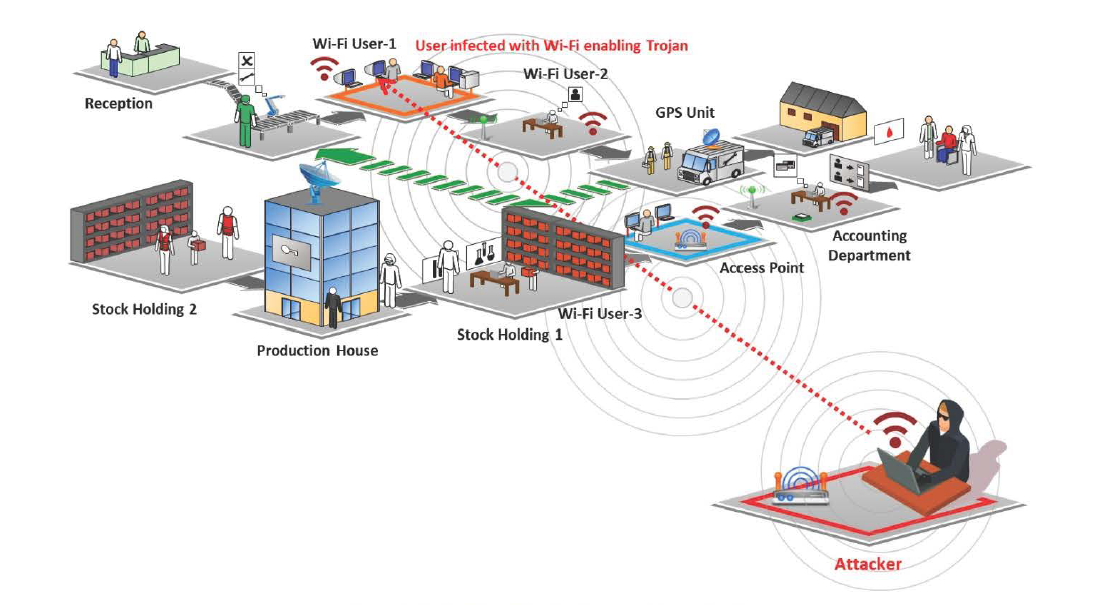 Wi-Fi User-1
User infected with Wi-Fi enabling Trojan
Wi-Fi User-2
Reception
GPS Unit
Accounting
Department
Access Point
Stock Holding 2
Wi-Fi User-3
Stock Holding 1
Production House
Attacker